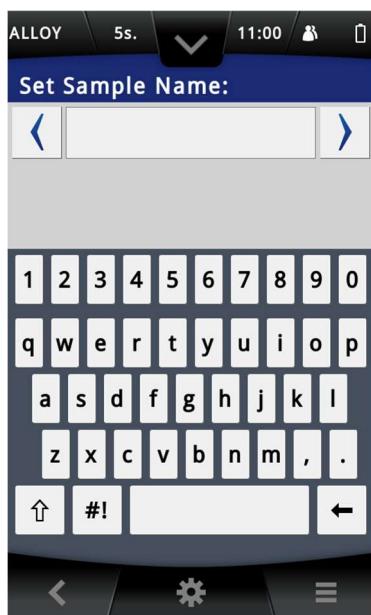 ALLOY 5s. 11:00
Set Sample Name:
1 2 3 4 5 6 7 8 9 0
q w e r t y u i o p
a s d f g h j k l
z x c v b n m , .
#!